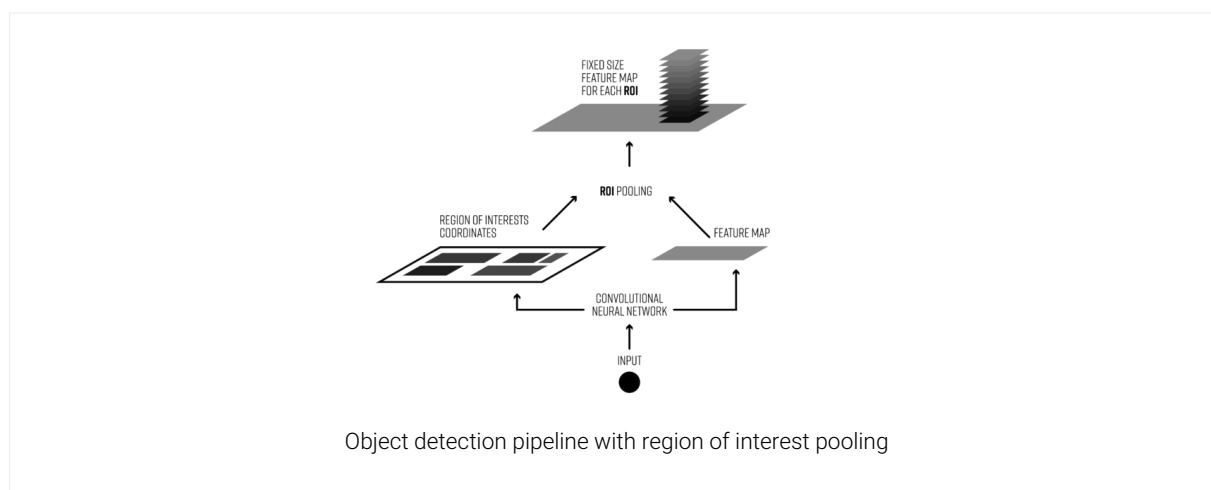 FIXED SIZE
FEATURE MAP
FOR EACH ROI
ROI POOLING
REGION OF INTERESTS
COORDINATES
FEATURE MAP
CONVOLUTIONAL
NEURAL NETWORK
INPUT
Object detection pipeline with region of interest pooling